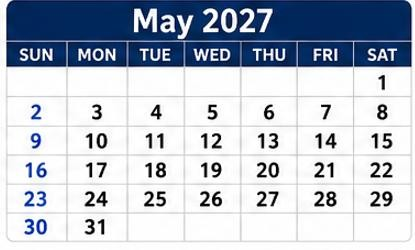 May 2027
SUN MON TUE WED THU FRI SAT
1
2 3 4 5 6 7 8
9 10 11 12 13 14 15
16 17 18 19 20 21 22
23 24 25 26 27 28 29
30 31